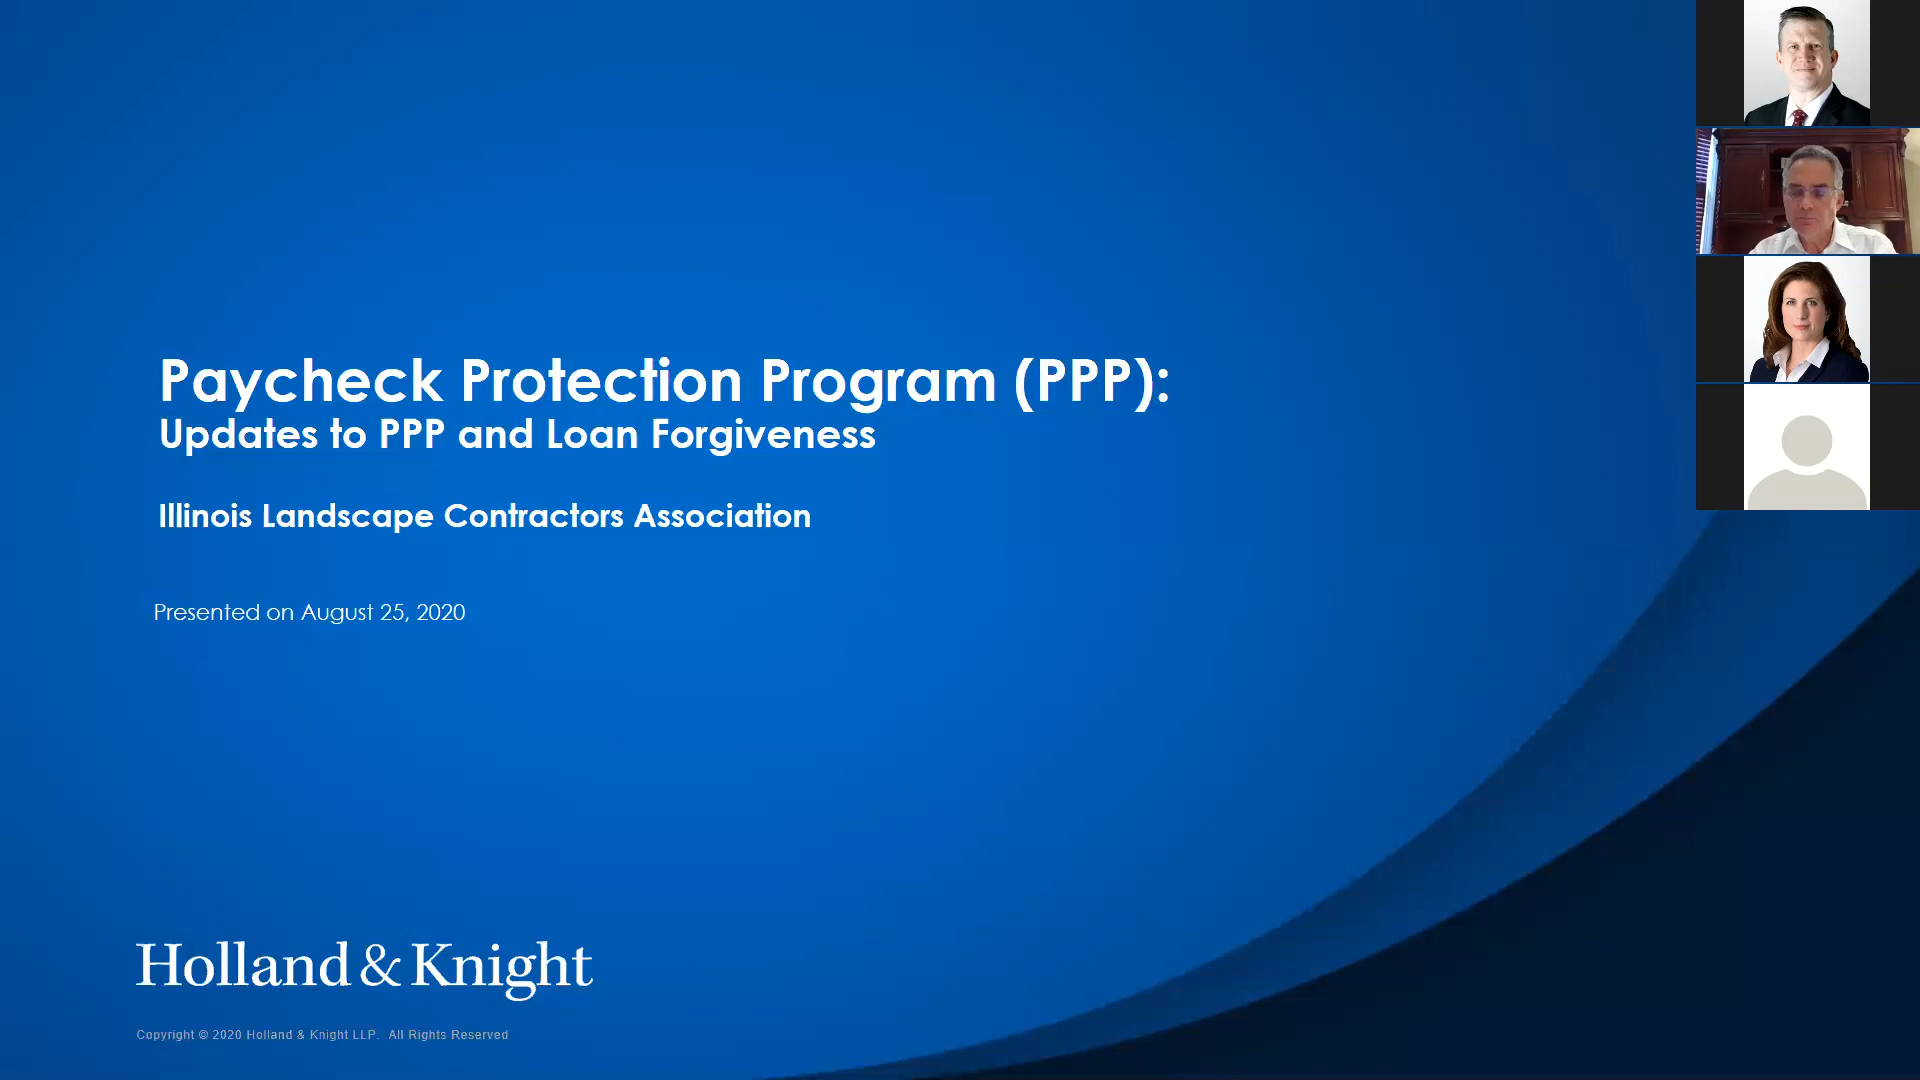 Paycheck Protection Program (PPP):
Updates to PPP and Loan Forgiveness
Illinois Landscape Contractors Association
Presented on August 25, 2020
Holland & Knight
Copyright © 2020 Holland & Knight LLP. All Rights Reserved